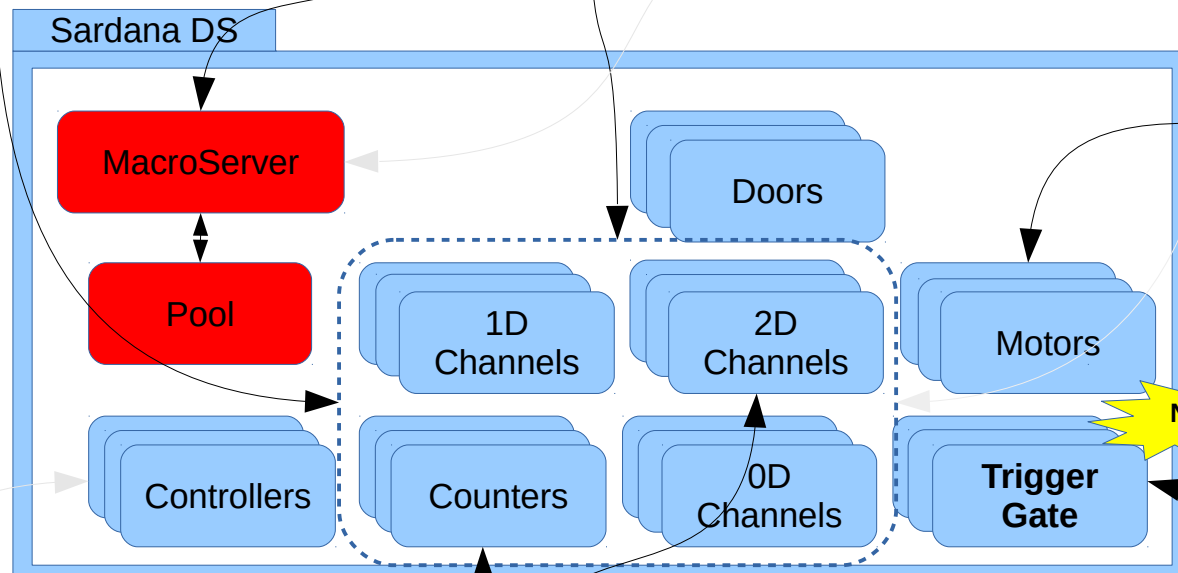 Sardana DS
MacroServer
Doors
Pool
1D
Channels
2D
Channels
Motors
Controllers
Counters
0D
Channels
Trigger
Gate